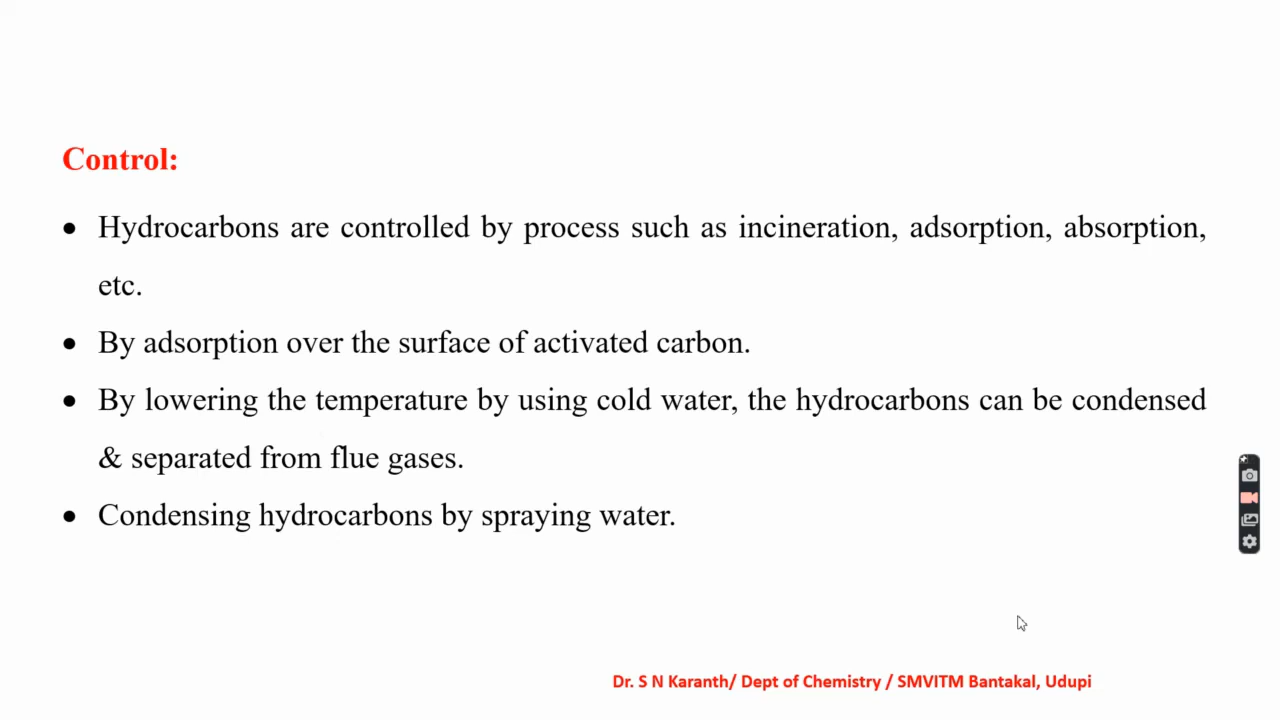 Control:
• Hydrocarbons are controlled by process such as incineration, adsorption, absorption,
etc.
• By adsorption over the surface of activated carbon.
• By lowering the temperature by using cold water, the hydrocarbons can be condensed
& separated from flue gases.
• Condensing hydrocarbons by spraying water.
Dr. S N Karanth/ Dept of Chemistry / SMVITM Bantakal, Udupi